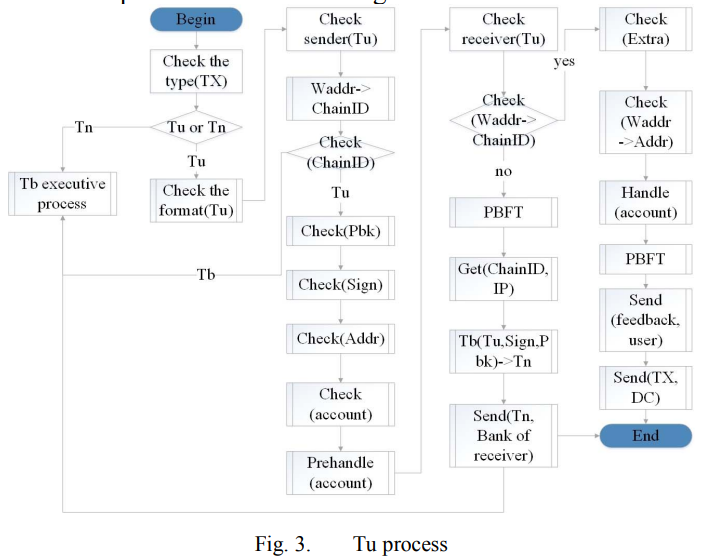 Begin
Check the
type(TX)
Tu or Tn
Tn
Tu
Tb executive
process
Check the
format(Tu)
Check
sender(Tu)
Waddr->
ChainID
Check
(ChainID)
Tu
Tb
Check(Pbk)
Check(Sign)
Check(Addr)
Check
(account)
Prehandle
(account)
Check
receiver(Tu)
yes
Check
(Waddr->
ChainID)
no
PBFT
Get(ChainID,
IP)
Tb(Tu,Sign,P
bk)->Tn
Send(Tn,
Bank of
receiver)
Check
(Extra)
Check
(Waddr
->Addr)
Handle
(account)
PBFT
Send
(feedback,
user)
Send(TX,
DC)
End
Fig. 3. Tu process